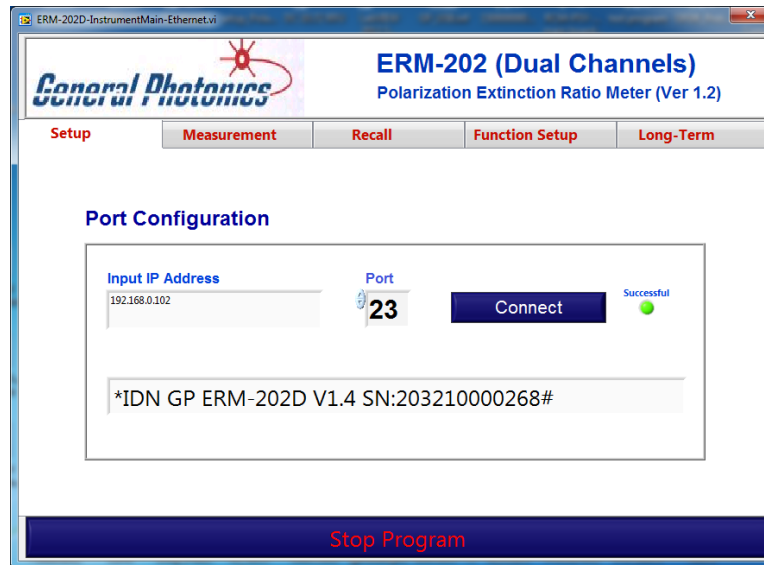 ERM-202D-InstrumentMain-Ethernet.vi
General Photonics
ERM-202 (Dual Channels)
Polarization Extinction Ratio Meter (Ver 1.2)
Setup Measurement Recall Function Setup Long-Term
Port Configuration
Input IP Address Port
Successful
192.168.0.102
23 Connect
*IDN GP ERM-202D V1.4 SN:203210000268#
Stop Program